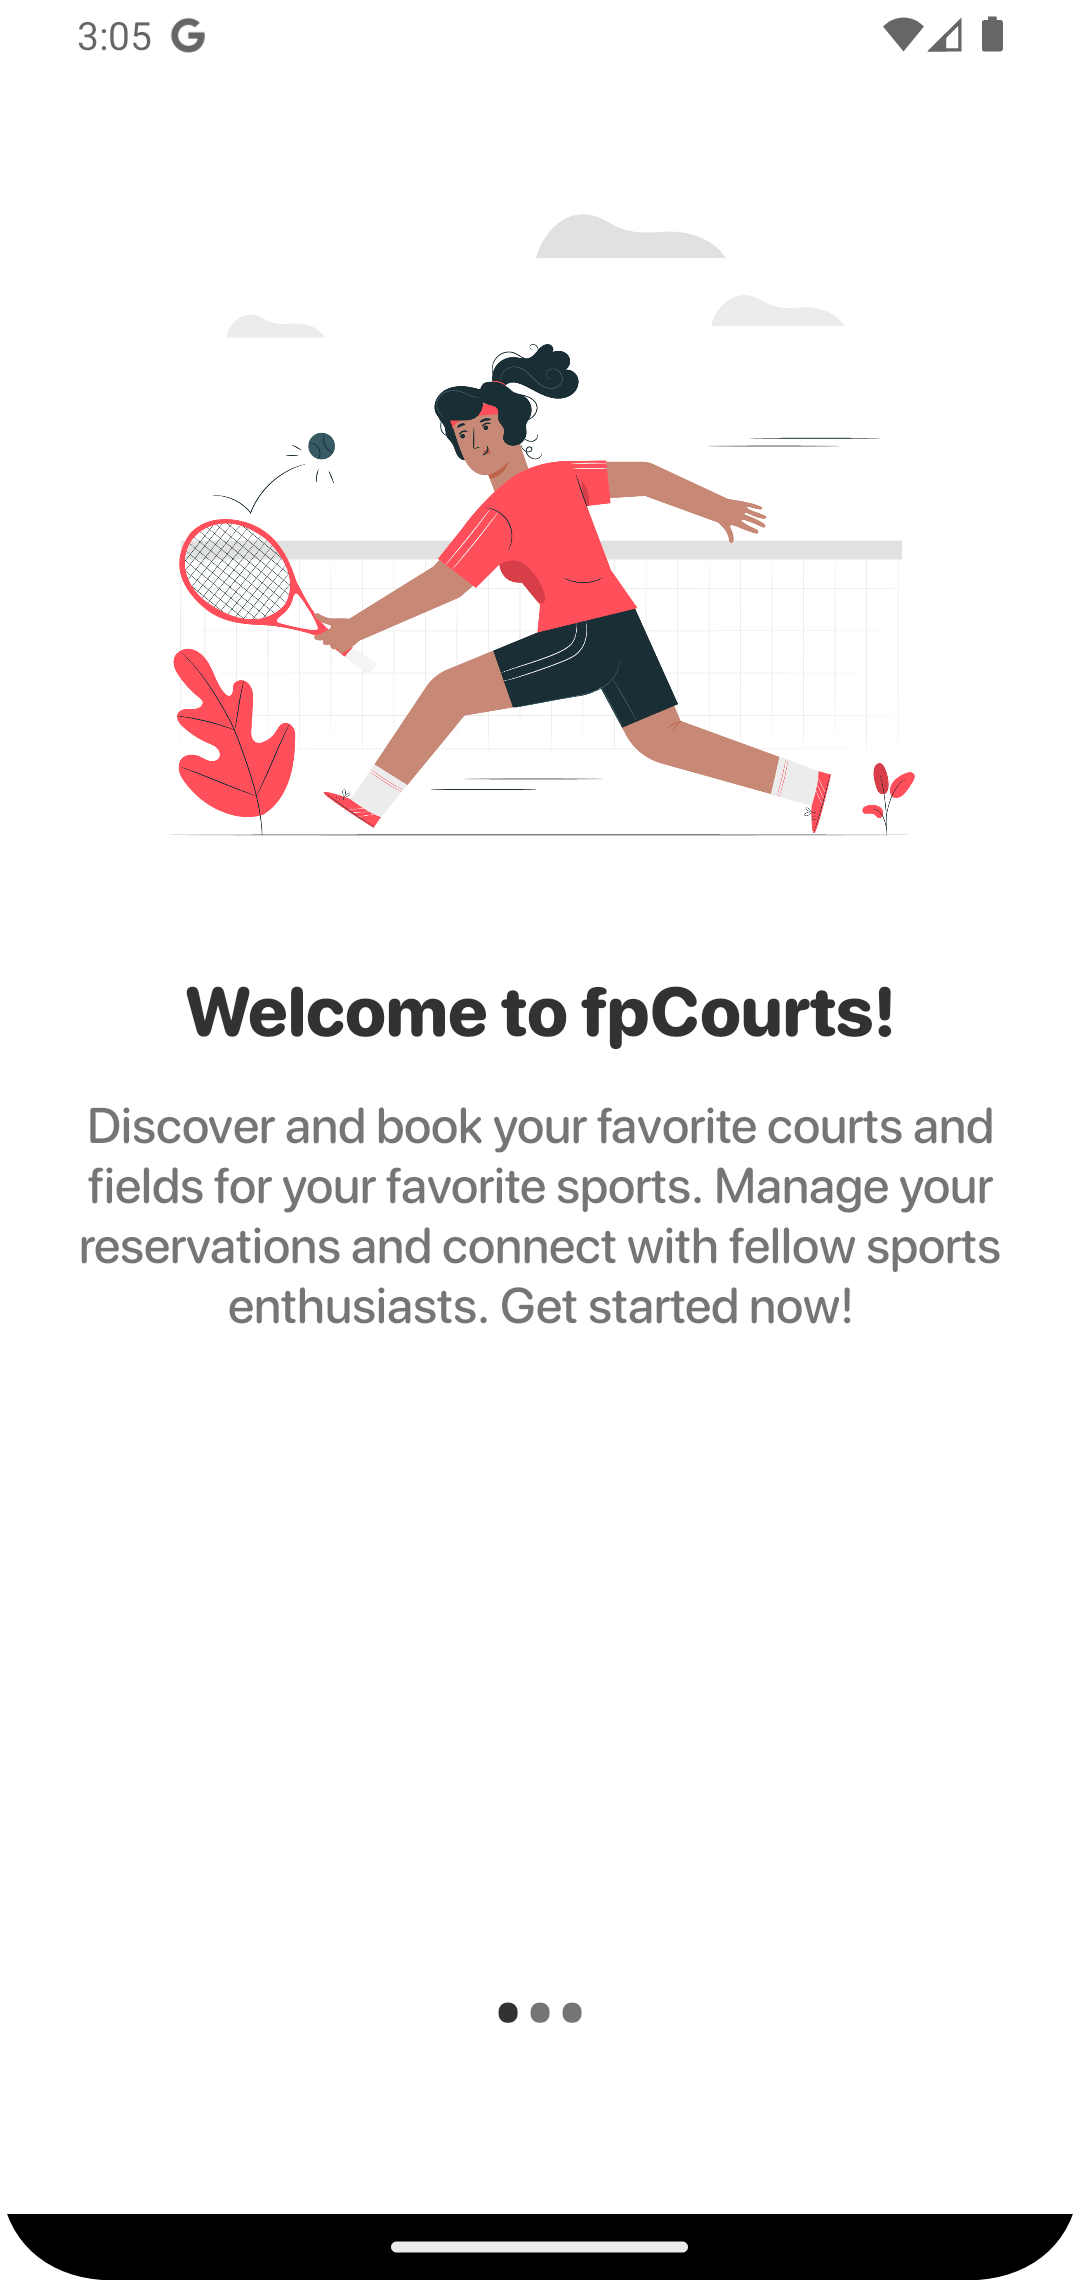 3:05 G
Welcome to fpCourts!
Discover and book your favorite courts and
fields for your favorite sports. Manage your
reservations and connect with fellow sports
enthusiasts. Get started now!